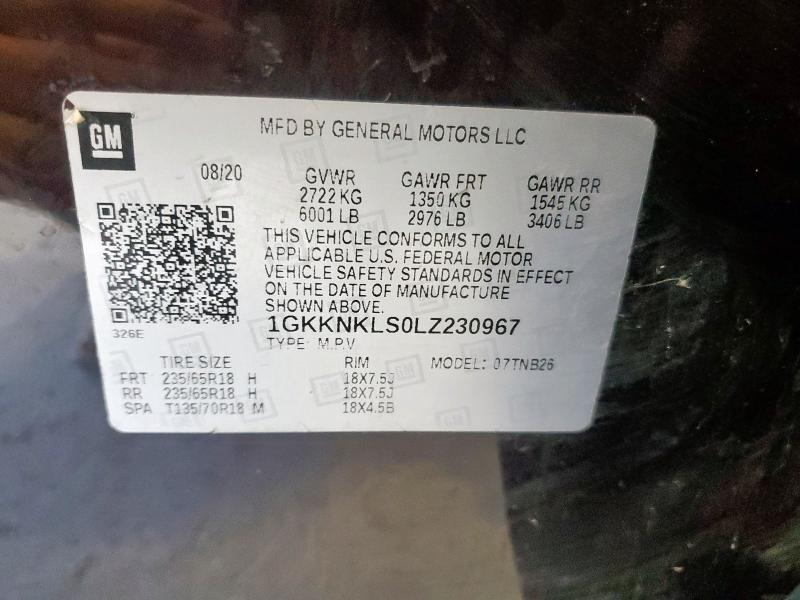 GM
MFD BY GENERAL MOTORS LLC
08/20
GVWR GAWR FRT GAWR RR
2722 KG 1350 KG 1545 KG
6001 LB 2976 LB 3406 LB
THIS VEHICLE CONFORMS TO ALL
APPLICABLE U.S. FEDERAL MOTOR
VEHICLE SAFETY STANDARDS IN EFFECT
ON THE DATE OF MANUFACTURE
SHOWN ABOVE.
1GKKNKLS0LZ230967
326E
TYPE: M.P.V
TIRE SIZE RIM MODEL: 07TNB26
FRT 235/65R18 H 18X7.5J
RR 235/65R18 H 18X7.5J
SPA T135/70R18 M 18X4.5B